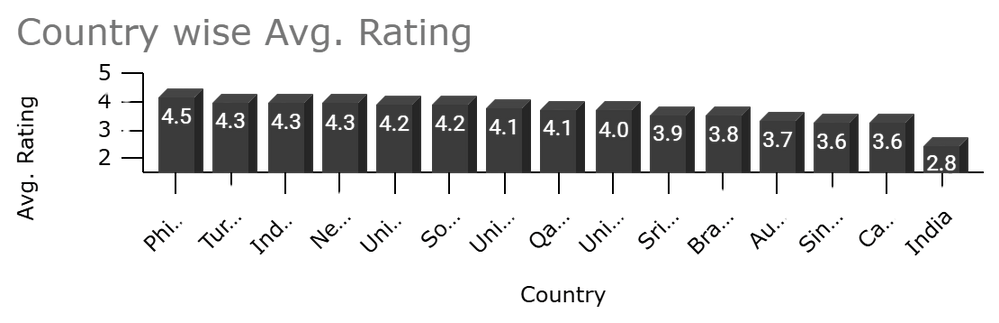 Country wise Avg. Rating
Avg. Rating
5
4
3
2
4.5 4.3 4.3 4.3 4.2 4.2 4.1 4.1 4.0 3.9 3.8 3.7 3.6 3.6 2.8
Phi.. Tur... Ind.. Ne... Uni.. So... Uni.. Qa... Uni.. Sri... Bra... Au... Sin... Ca.. India
Country